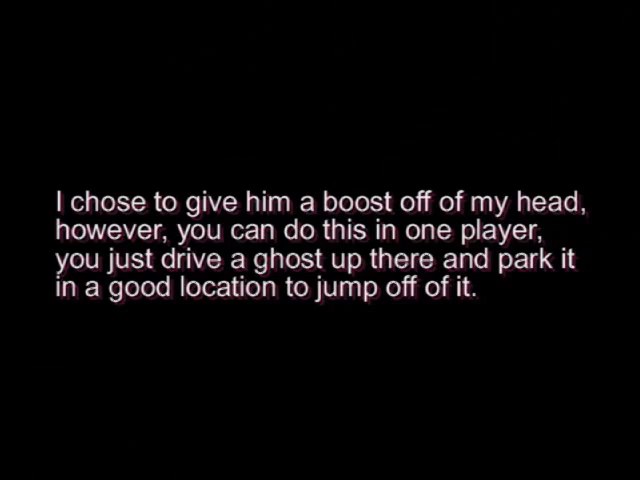 I chose to give him a boost off of my head,
however, you can do this in one player,
you just drive a ghost up there and park it
in a good location to jump off of it.